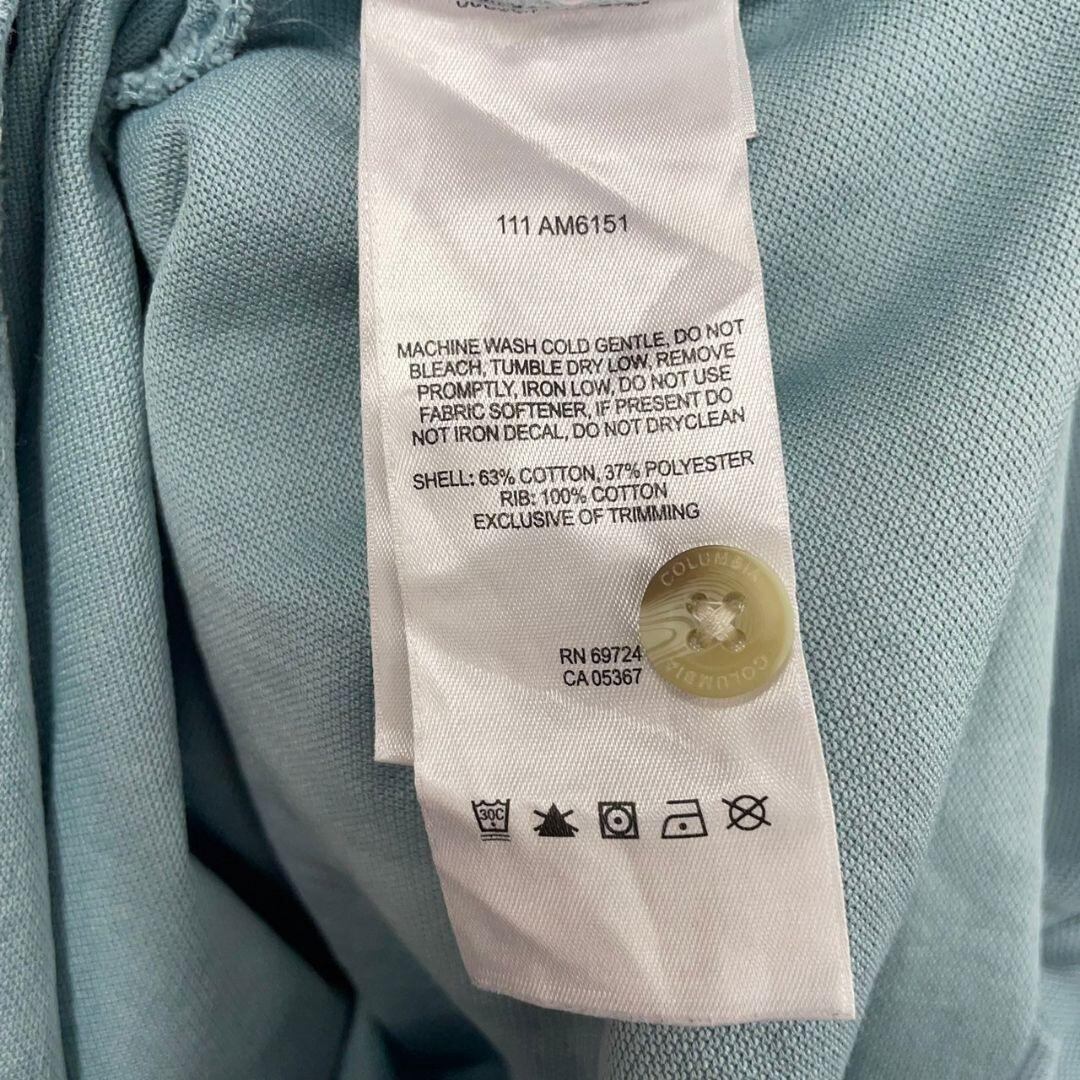 111 AM6151
MACHINE WASH COLD GENTLE, DO NOT
BLEACH, TUMBLE DRY LOW, REMOVE
PROMPTLY, IRON LOW, DO NOT USE
FABRIC SOFTENER, IF PRESENT DO
NOT IRON DECAL, DO NOT DRYCLEAN
SHELL: 63% COTTON, 37% POLYESTER
RIB: 100% COTTON
EXCLUSIVE OF TRIMMING
COLUMBIA
COLUMBIA
RN 69724
CA 05367
30C